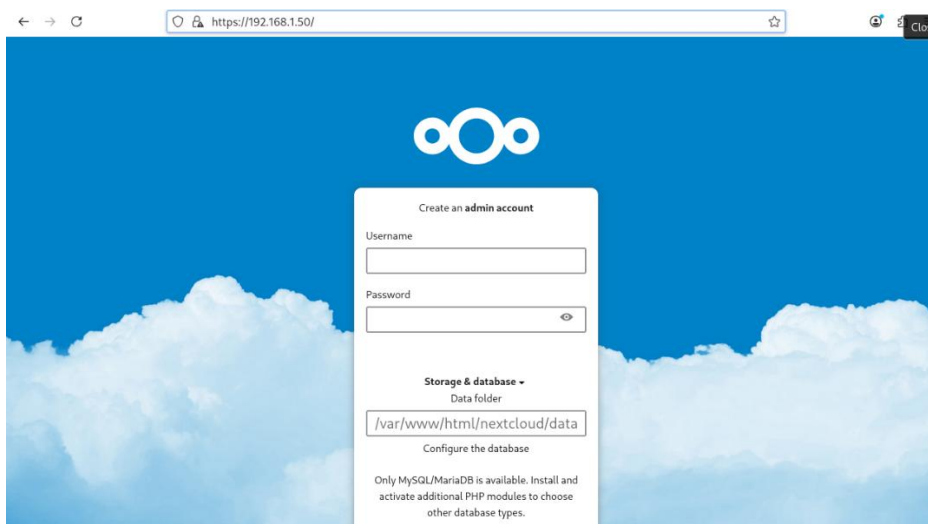 https://192.168.1.50/
Clo
Create an admin account
Username
Password
Storage & database
Data folder
/var/www/html/nextcloud/data
Configure the database
Only MySQL/MariaDB is available. Install and
activate additional PHP modules to choose
other database types.